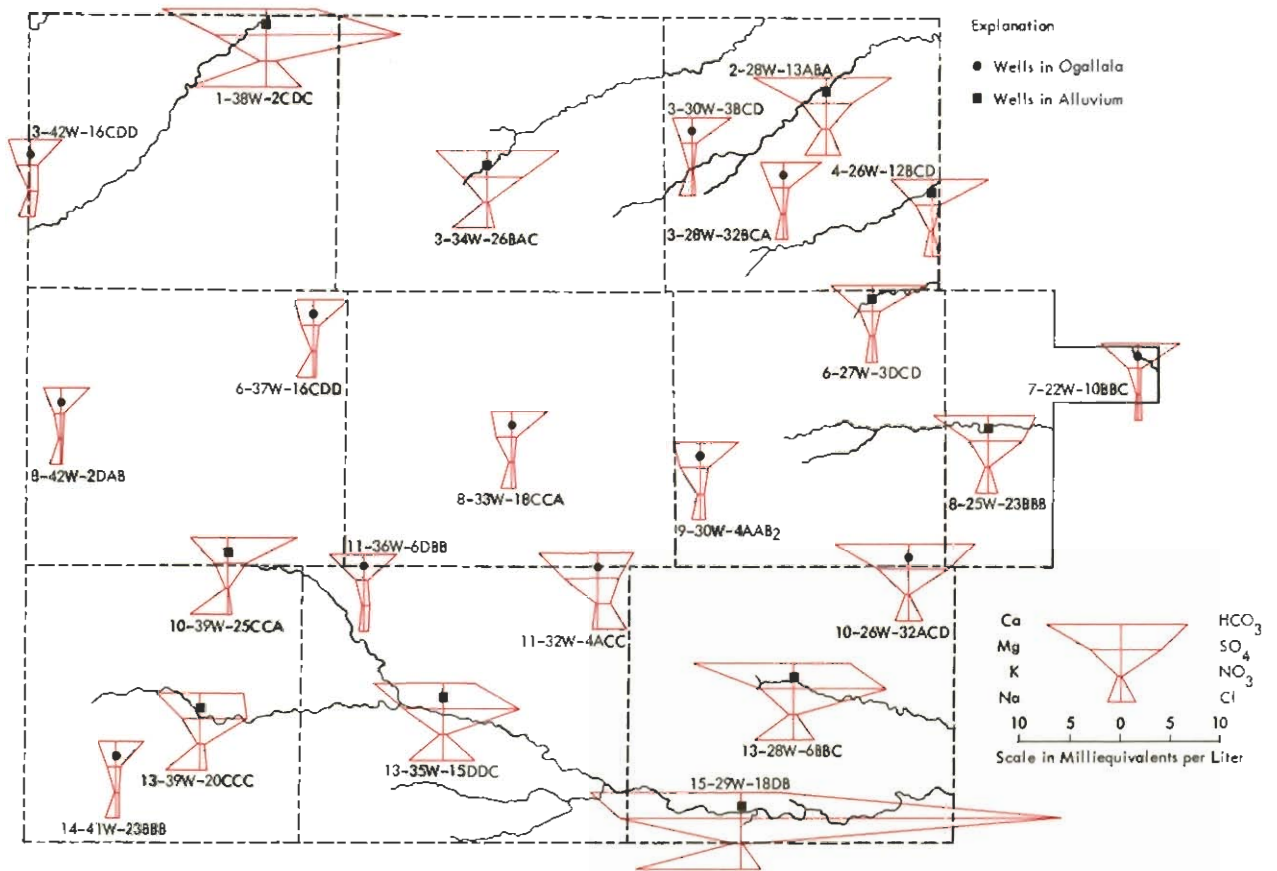 Explanation
Wells in Ogallala
Wells in Alluvium
1-38W-2CDC
2-28W-13ABA
3-30W-3BCD
3-42W-16CDD
4-26W-12BCD
3-34W-26BAC
3-28W-32BCA
6-37W-16CDD
6-27W-3DCD
7-22W-10BBC
8-42W-2DAB
8-33W-18CCA
9-30W-4AAB2
8-25W-23BBB
11-36W-6DBB
10-39W-25CCA
11-32W-4ACC
10-26W-32ACD
Ca HCO3
Mg SO4
K NO3
Na Cl
10 5 0 5 10
Scale in Milliequivalents per Liter
13-39W-20CCC
13-35W-15DDC
13-28W-6BBC
14-41W-23BBB
15-29W-18DB